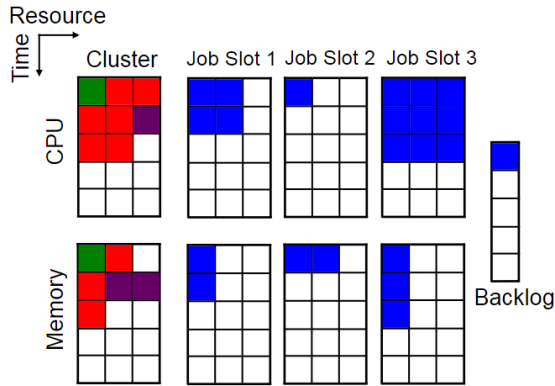 Resource
Time
Cluster
Job Slot 1
Job Slot 2
Job Slot 3
CPU
Memory
Backlog